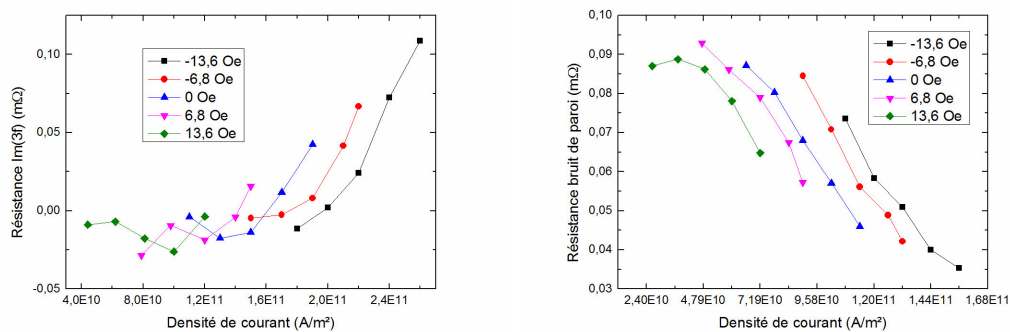 Résistance Im(3f) (mΩ)
0,10
0,05
0,00
-0,05
-13,6 Oe
-6,8 Oe
0 Oe
6,8 Oe
13,6 Oe
4,0E10 8,0E10 1,2E11 1,6E11 2,0E11 2,4E11
Densité de courant (A/m²)
Résistance bruit de paroi (mΩ)
0,10
0,09
0,08
0,07
0,06
0,05
0,04
0,03
-13,6 Oe
-6,8 Oe
0 Oe
6,8 Oe
13,6 Oe
2,40E10 4,79E10 7,19E10 9,58E10 1,20E11 1,44E11 1,68E11
Densité de courant (A/m²)